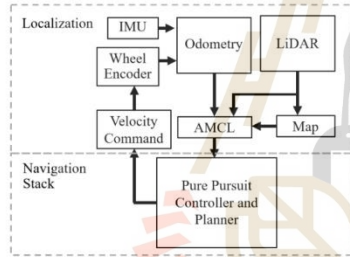 Localization
IMU
Odometry
LiDAR
Wheel
Encoder
Velocity
Command
AMCL
Map
Navigation
Stack
Pure Pursuit
Controller and
Planner